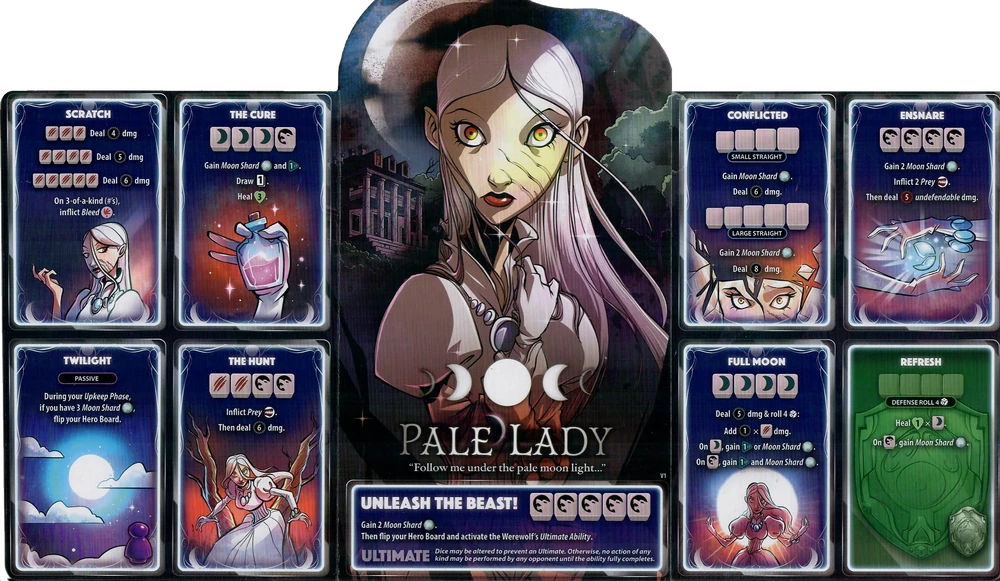 SCRATCH
Deal 4 dmg
Deal 5 dmg
Deal 6 dmg
On 3-of-a-kind (#'s),
inflict Bleed .
THE CURE
Gain Moon Shard and 1 .
Draw 1 .
Heal 3 .
TWILIGHT
PASSIVE
During your Upkeep Phase,
if you have 3 Moon Shard ,
flip your Hero Board.
THE HUNT
Inflict Prey .
Then deal 6 dmg.
PALE LADY
“Follow me under the pale moon light...”
V1
UNLEASH THE BEAST!
Gain 2 Moon Shard .
Then flip your Hero Board and activate the Werewolf's Ultimate Ability.
ULTIMATE Dice may be altered to prevent an Ultimate. Otherwise, no action of any
kind may be performed by any opponent until the ability fully completes.
CONFLICTED
SMALL STRAIGHT
Gain Moon Shard .
Deal 6 dmg.
LARGE STRAIGHT
Gain 2 Moon Shard .
Deal 8 dmg.
ENSNARE
Gain 2 Moon Shard .
Inflict 2 Prey .
Then deal 5 undefendable dmg.
FULL MOON
Deal 5 dmg & roll 4 :
Add 1 × dmg.
On , gain 1 or Moon Shard .
On , gain 1 and Moon Shard .
REFRESH
DEFENSE ROLL 4
Heal 1 × .
On , gain Moon Shard .